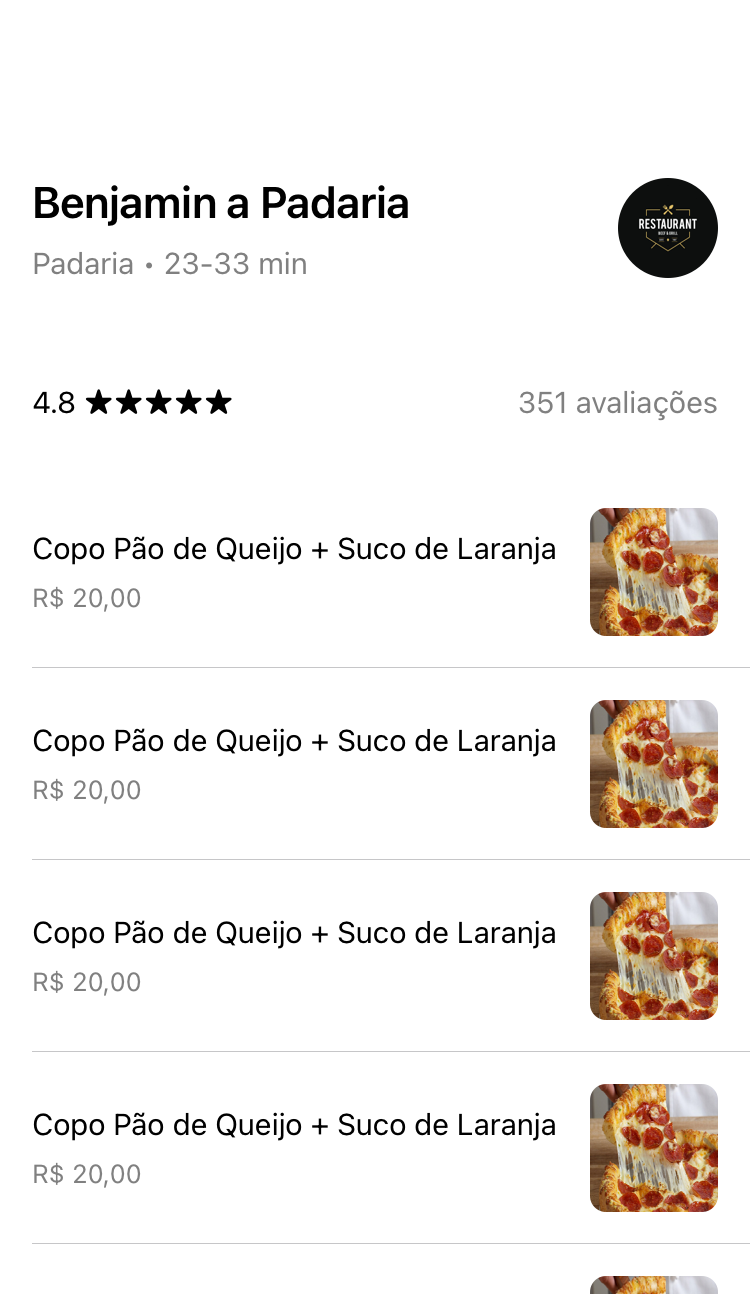 Benjamin a Padaria
Padaria • 23-33 min
RESTAURANT
4.8 ★★★★★
351 avaliações
Copo Pão de Queijo + Suco de Laranja
R$ 20,00
Copo Pão de Queijo + Suco de Laranja
R$ 20,00
Copo Pão de Queijo + Suco de Laranja
R$ 20,00
Copo Pão de Queijo + Suco de Laranja
R$ 20,00